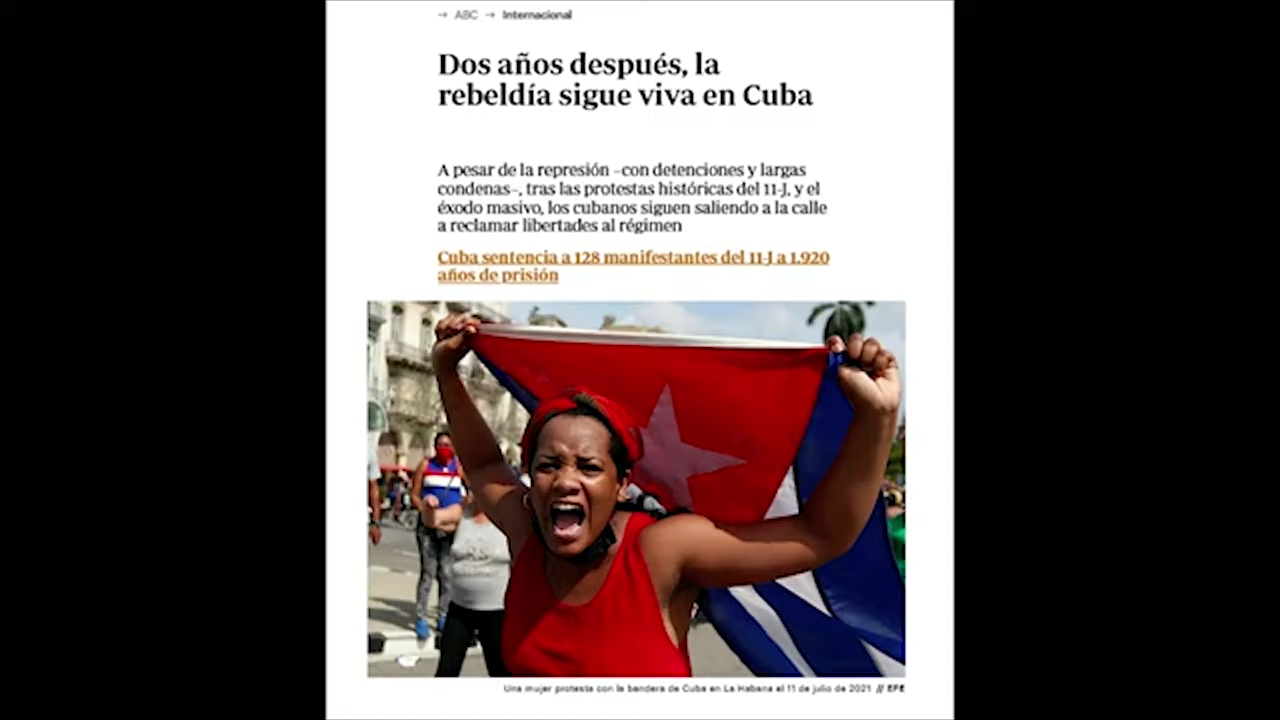 → ABC → Internacional
Dos años después, la
rebeldía sigue viva en Cuba
A pesar de la represión –con detenciones y largas
condenas–, tras las protestas históricas del 11-J, y el
éxodo masivo, los cubanos siguen saliendo a la calle
a reclamar libertades al régimen
Cuba sentencia a 128 manifestantes del 11-J a 1.920
años de prisión
Una mujer protesta con la bandera de Cuba en La Habana el 11 de julio de 2021 // EFE